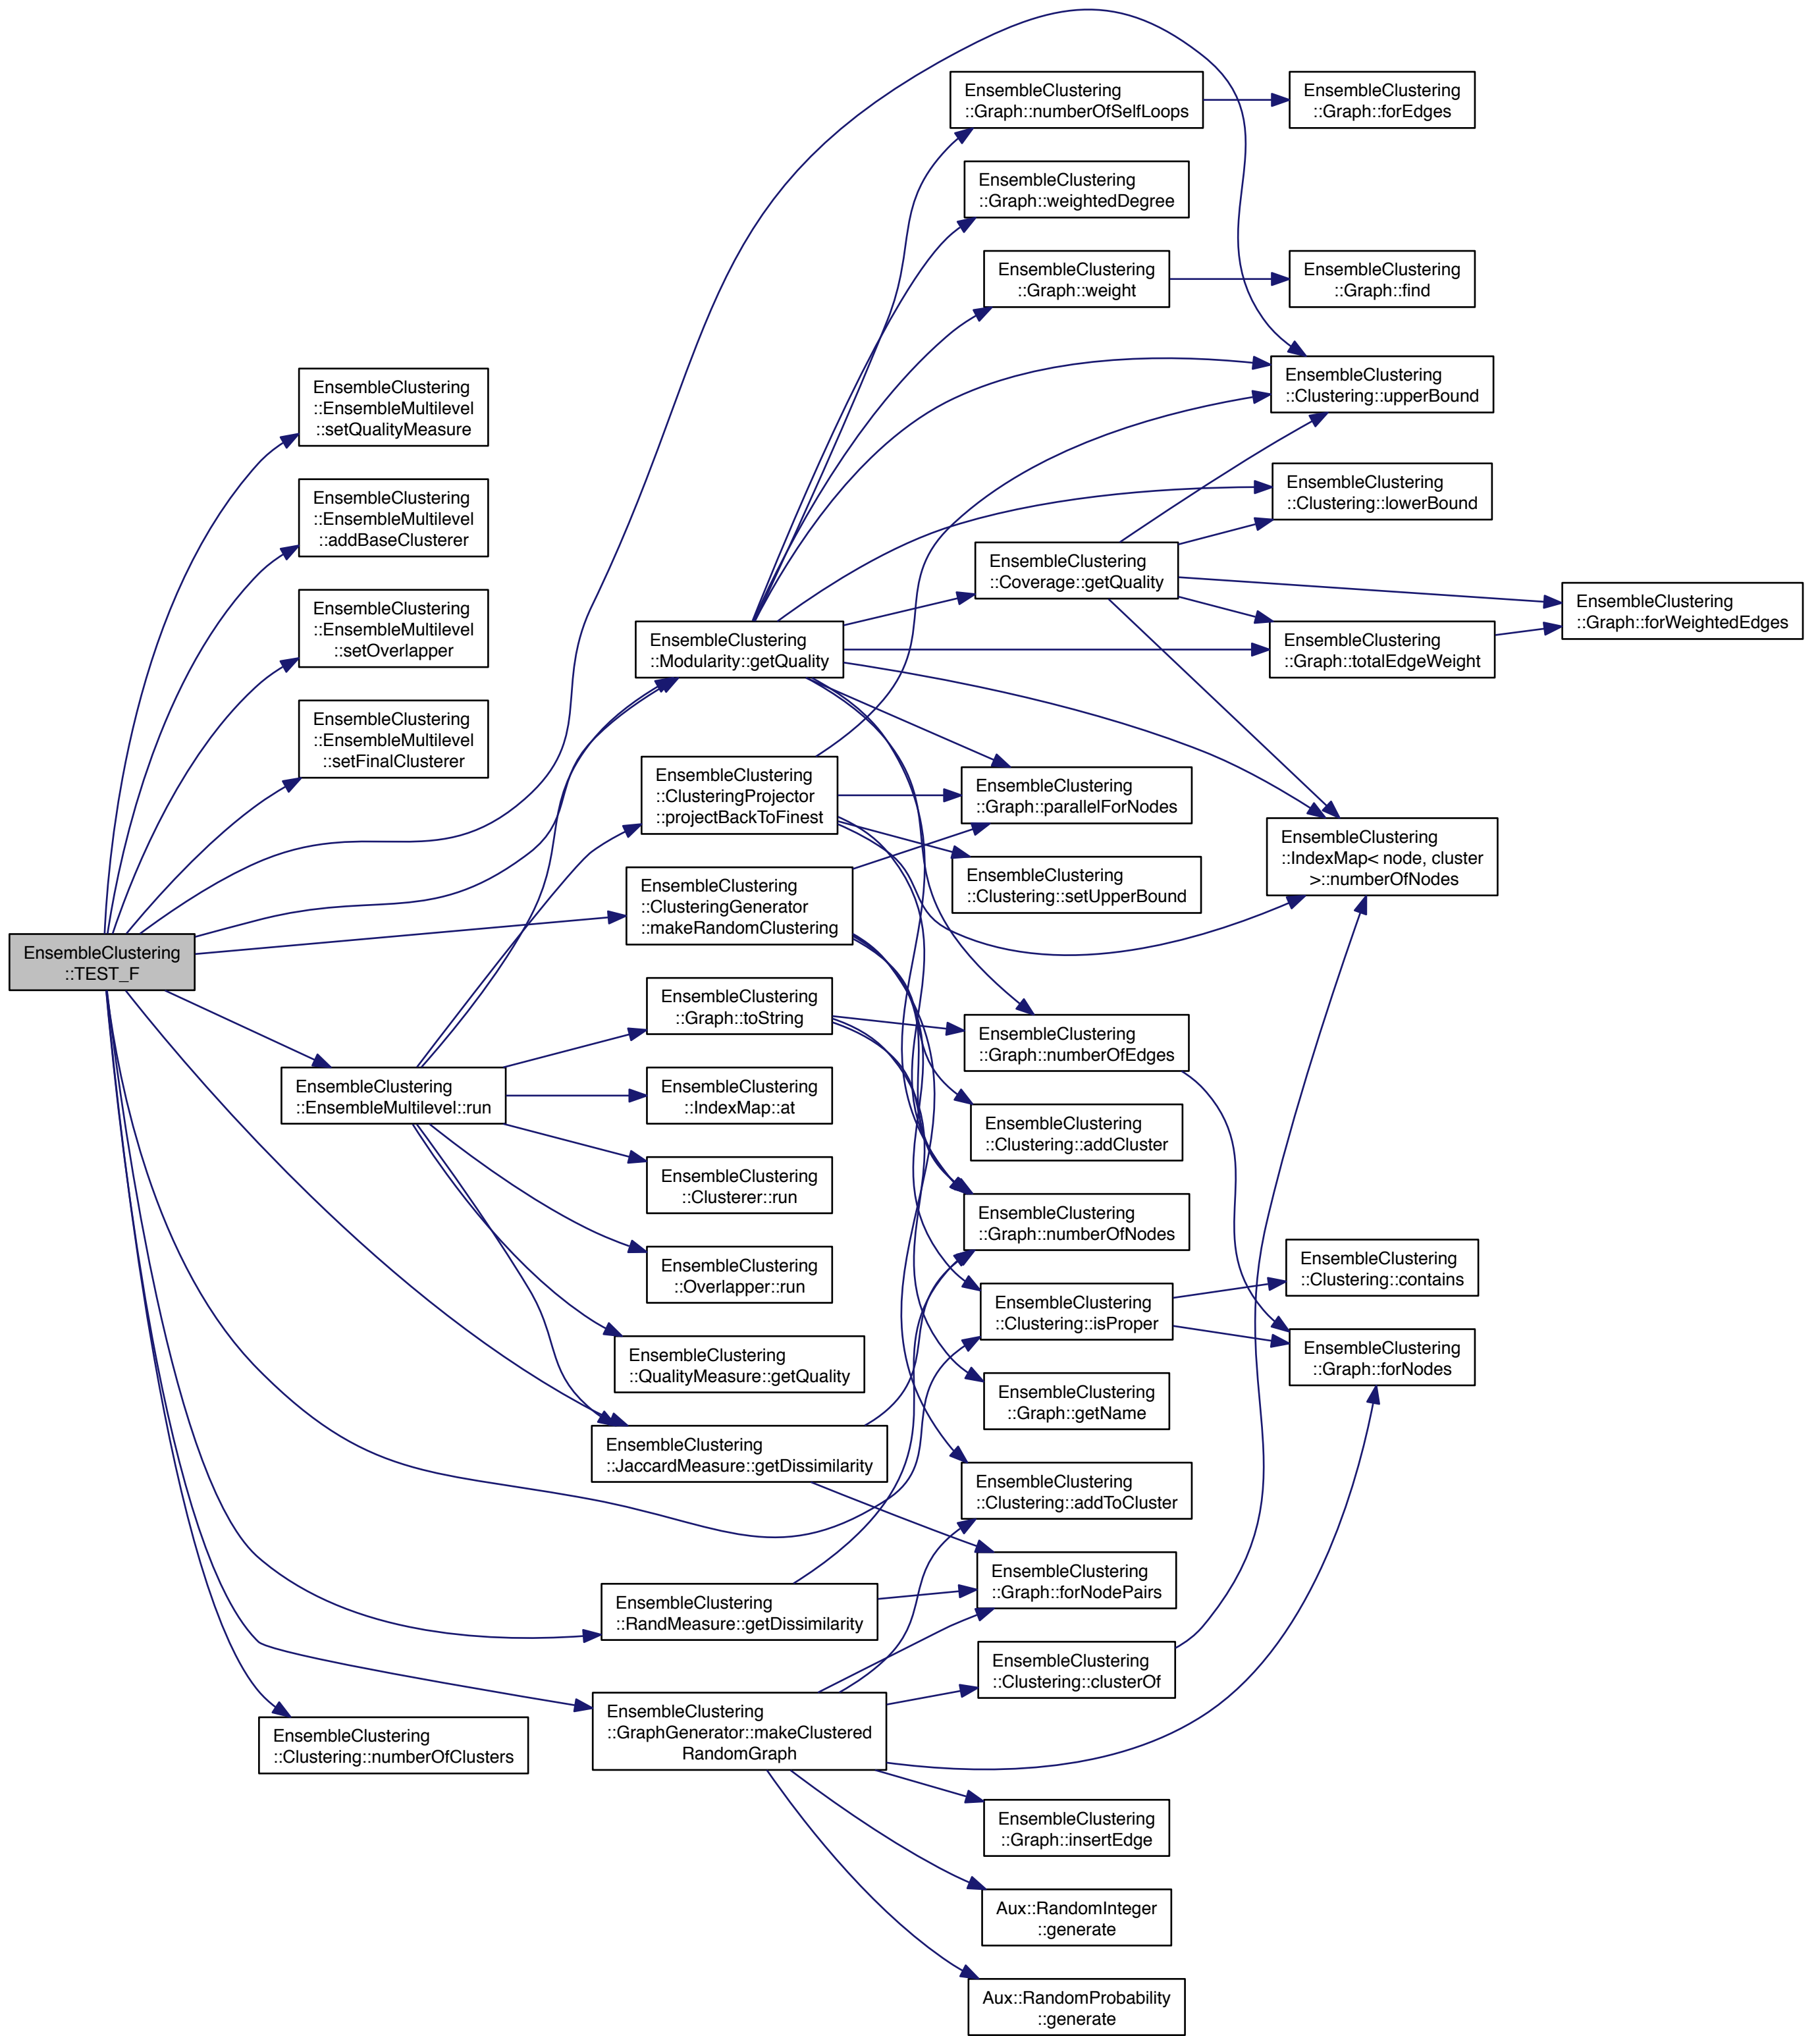 EnsembleClustering
::TEST_F
EnsembleClustering
::EnsembleMultilevel
::setQualityMeasure
EnsembleClustering
::EnsembleMultilevel
::addBaseClusterer
EnsembleClustering
::EnsembleMultilevel
::setOverlapper
EnsembleClustering
::EnsembleMultilevel
::setFinalClusterer
EnsembleClustering
::EnsembleMultilevel::run
EnsembleClustering
::Clustering::numberOfClusters
EnsembleClustering
::Modularity::getQuality
EnsembleClustering
::ClusteringProjector
::projectBackToFinest
EnsembleClustering
::ClusteringGenerator
::makeRandomClustering
EnsembleClustering
::Graph::toString
EnsembleClustering
::IndexMap::at
EnsembleClustering
::Clusterer::run
EnsembleClustering
::Overlapper::run
EnsembleClustering
::QualityMeasure::getQuality
EnsembleClustering
::JaccardMeasure::getDissimilarity
EnsembleClustering
::RandMeasure::getDissimilarity
EnsembleClustering
::GraphGenerator::makeClustered
RandomGraph
EnsembleClustering
::Graph::numberOfSelfLoops
EnsembleClustering
::Graph::weightedDegree
EnsembleClustering
::Graph::weight
EnsembleClustering
::Coverage::getQuality
EnsembleClustering
::Graph::parallelForNodes
EnsembleClustering
::Clustering::setUpperBound
EnsembleClustering
::Graph::numberOfEdges
EnsembleClustering
::Clustering::addCluster
EnsembleClustering
::Graph::numberOfNodes
EnsembleClustering
::Clustering::isProper
EnsembleClustering
::Graph::getName
EnsembleClustering
::Clustering::addToCluster
EnsembleClustering
::Graph::forNodePairs
EnsembleClustering
::Clustering::clusterOf
EnsembleClustering
::Graph::insertEdge
Aux::RandomInteger
::generate
Aux::RandomProbability
::generate
EnsembleClustering
::Graph::forEdges
EnsembleClustering
::Graph::find
EnsembleClustering
::Clustering::upperBound
EnsembleClustering
::Clustering::lowerBound
EnsembleClustering
::Graph::totalEdgeWeight
EnsembleClustering
::IndexMap< node, cluster
>::numberOfNodes
EnsembleClustering
::Clustering::contains
EnsembleClustering
::Graph::forNodes
EnsembleClustering
::Graph::forWeightedEdges